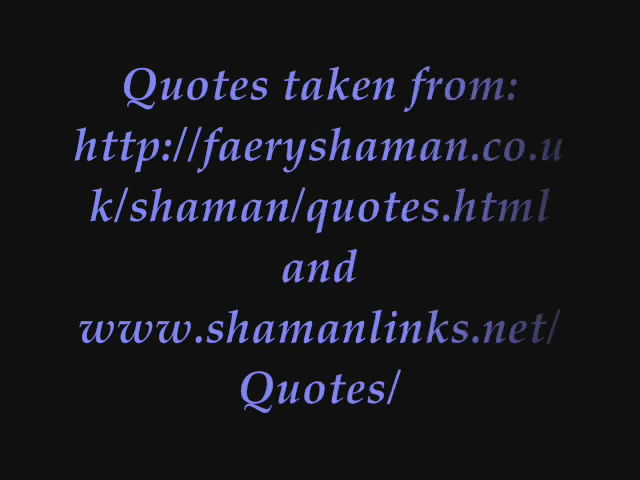 Quotes taken from:
http://faeryshaman.co.u
k/shaman/quotes.html
and
www.shamanlinks.net/
Quotes/